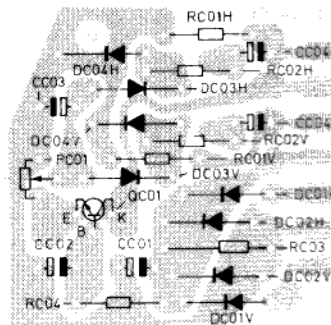 RC01H
DC04H
CC04
RC02H
CC03
DC03H
CC04
DC04V
RC02V
PC01
RC01V
DC03V
QC01
DC01H
E
K
DC02H
B
RC03
CC02
CC01
DC02V
RC04
DC01V